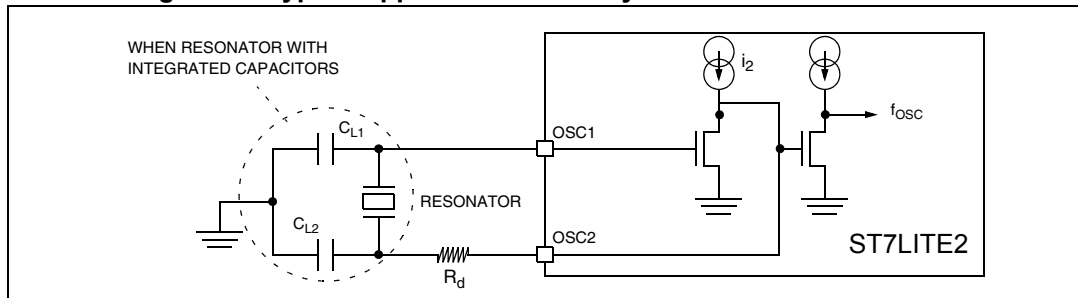 WHEN RESONATOR WITH
INTEGRATED CAPACITORS
CL1
OSC1
i2
fOSC
RESONATOR
CL2
OSC2
Rd
ST7LITE2